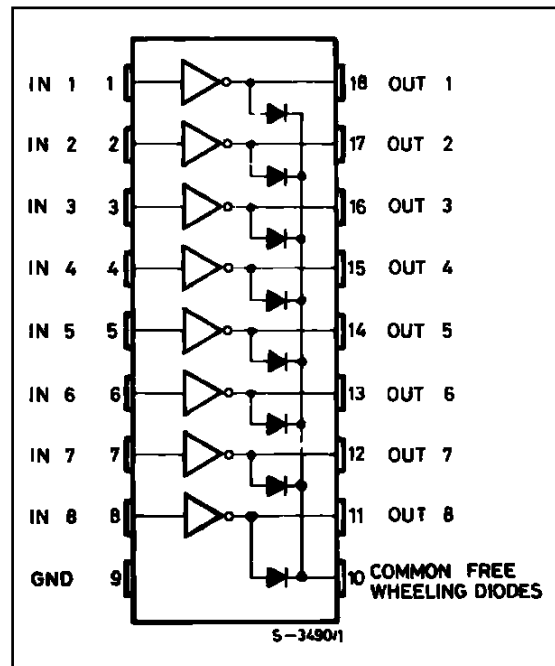 IN 1 1 18 OUT 1
IN 2 2 17 OUT 2
IN 3 3 16 OUT 3
IN 4 4 15 OUT 4
IN 5 5 14 OUT 5
IN 6 6 13 OUT 6
IN 7 7 12 OUT 7
IN 8 8 11 OUT 8
GND 9 10 COMMON FREE
WHEELING DIODES
S-3490/1